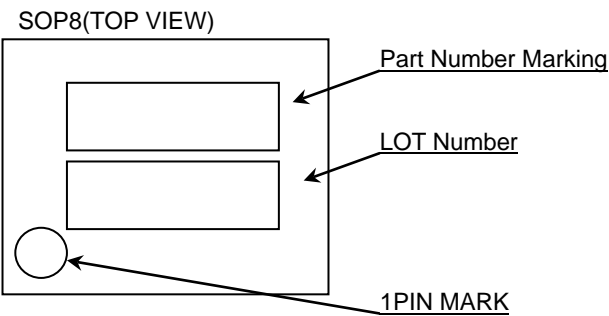 SOP8(TOP VIEW)
Part Number Marking
LOT Number
1PIN MARK